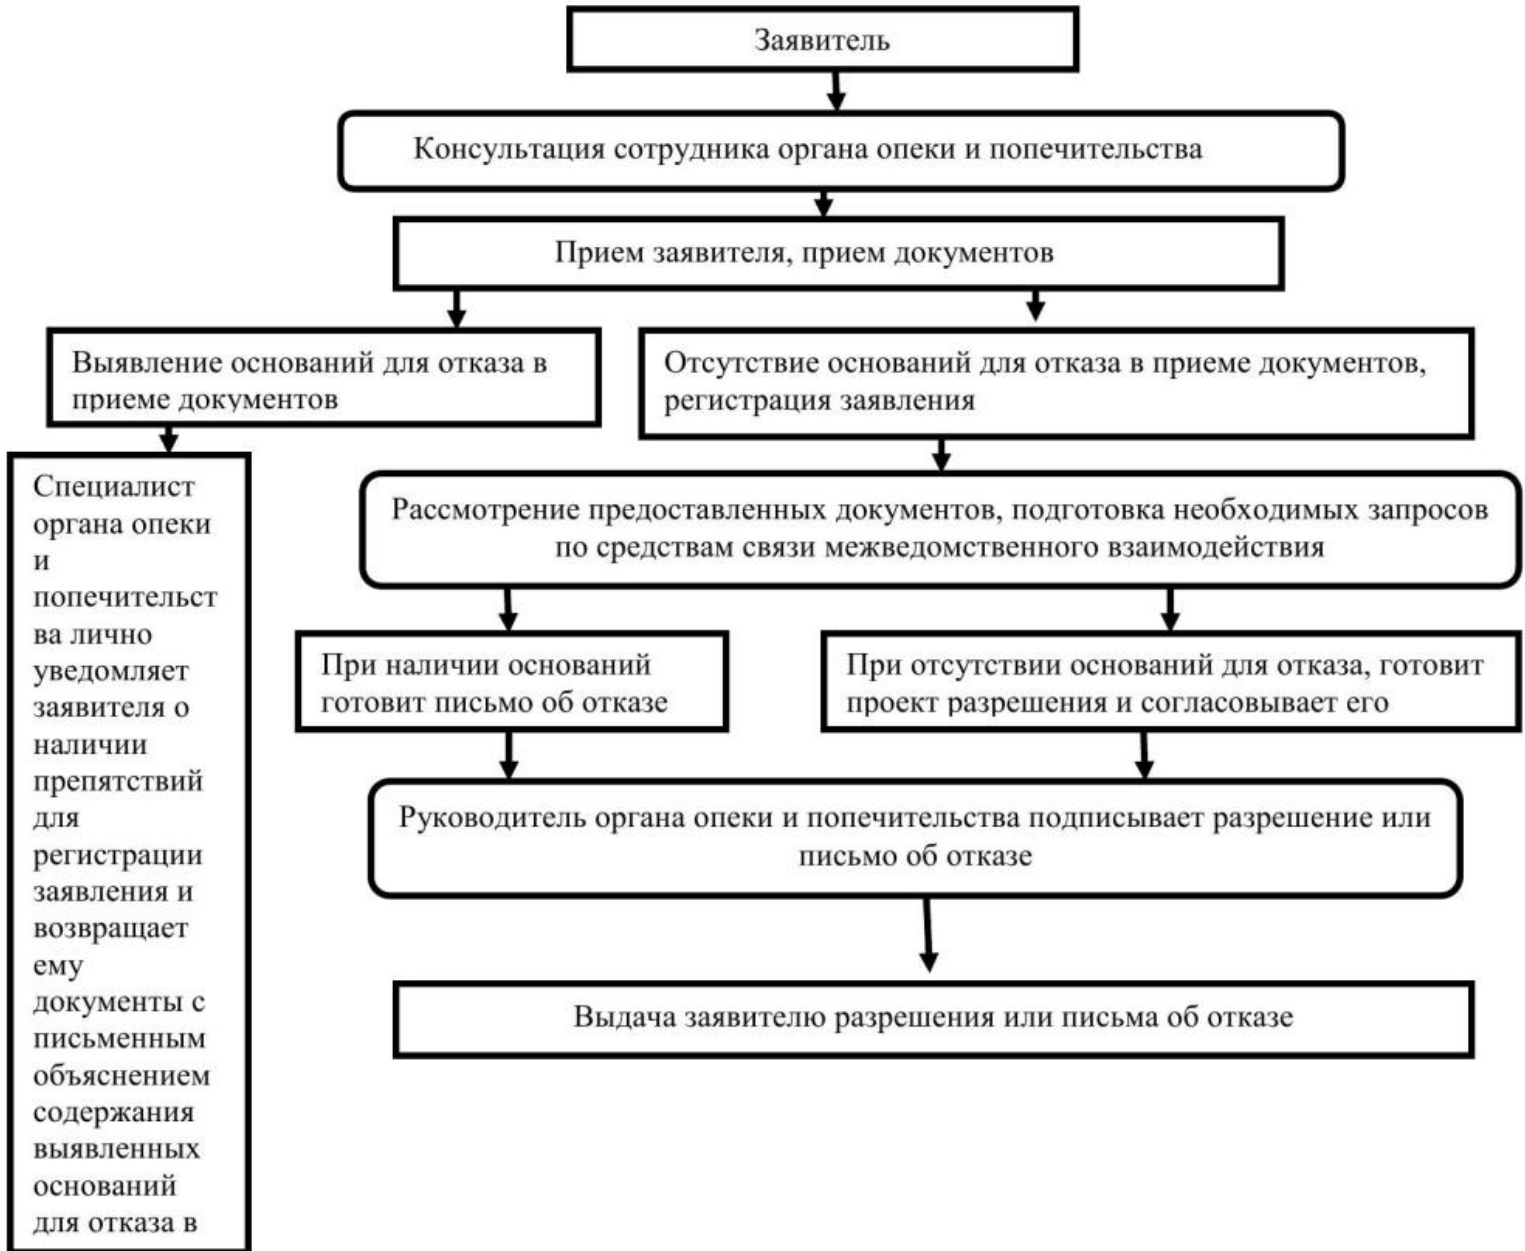 Заявитель
Консультация сотрудника органа опеки и попечительства
Прием заявителя, прием документов
Выявление оснований для отказа в
приеме документов
Отсутствие оснований для отказа в приеме документов,
регистрация заявления
Специалист
органа опеки
и
попечительст
ва лично
уведомляет
заявителя о
наличии
препятствий
для
регистрации
заявления и
возвращает
ему
документы с
письменным
объяснением
содержания
выявленных
оснований
для отказа в
Рассмотрение предоставленных документов, подготовка необходимых запросов
по средствам связи межведомственного взаимодействия
При наличии оснований
готовит письмо об отказе
При отсутствии оснований для отказа, готовит
проект разрешения и согласовывает его
Руководитель органа опеки и попечительства подписывает разрешение или
письмо об отказе
Выдача заявителю разрешения или письма об отказе